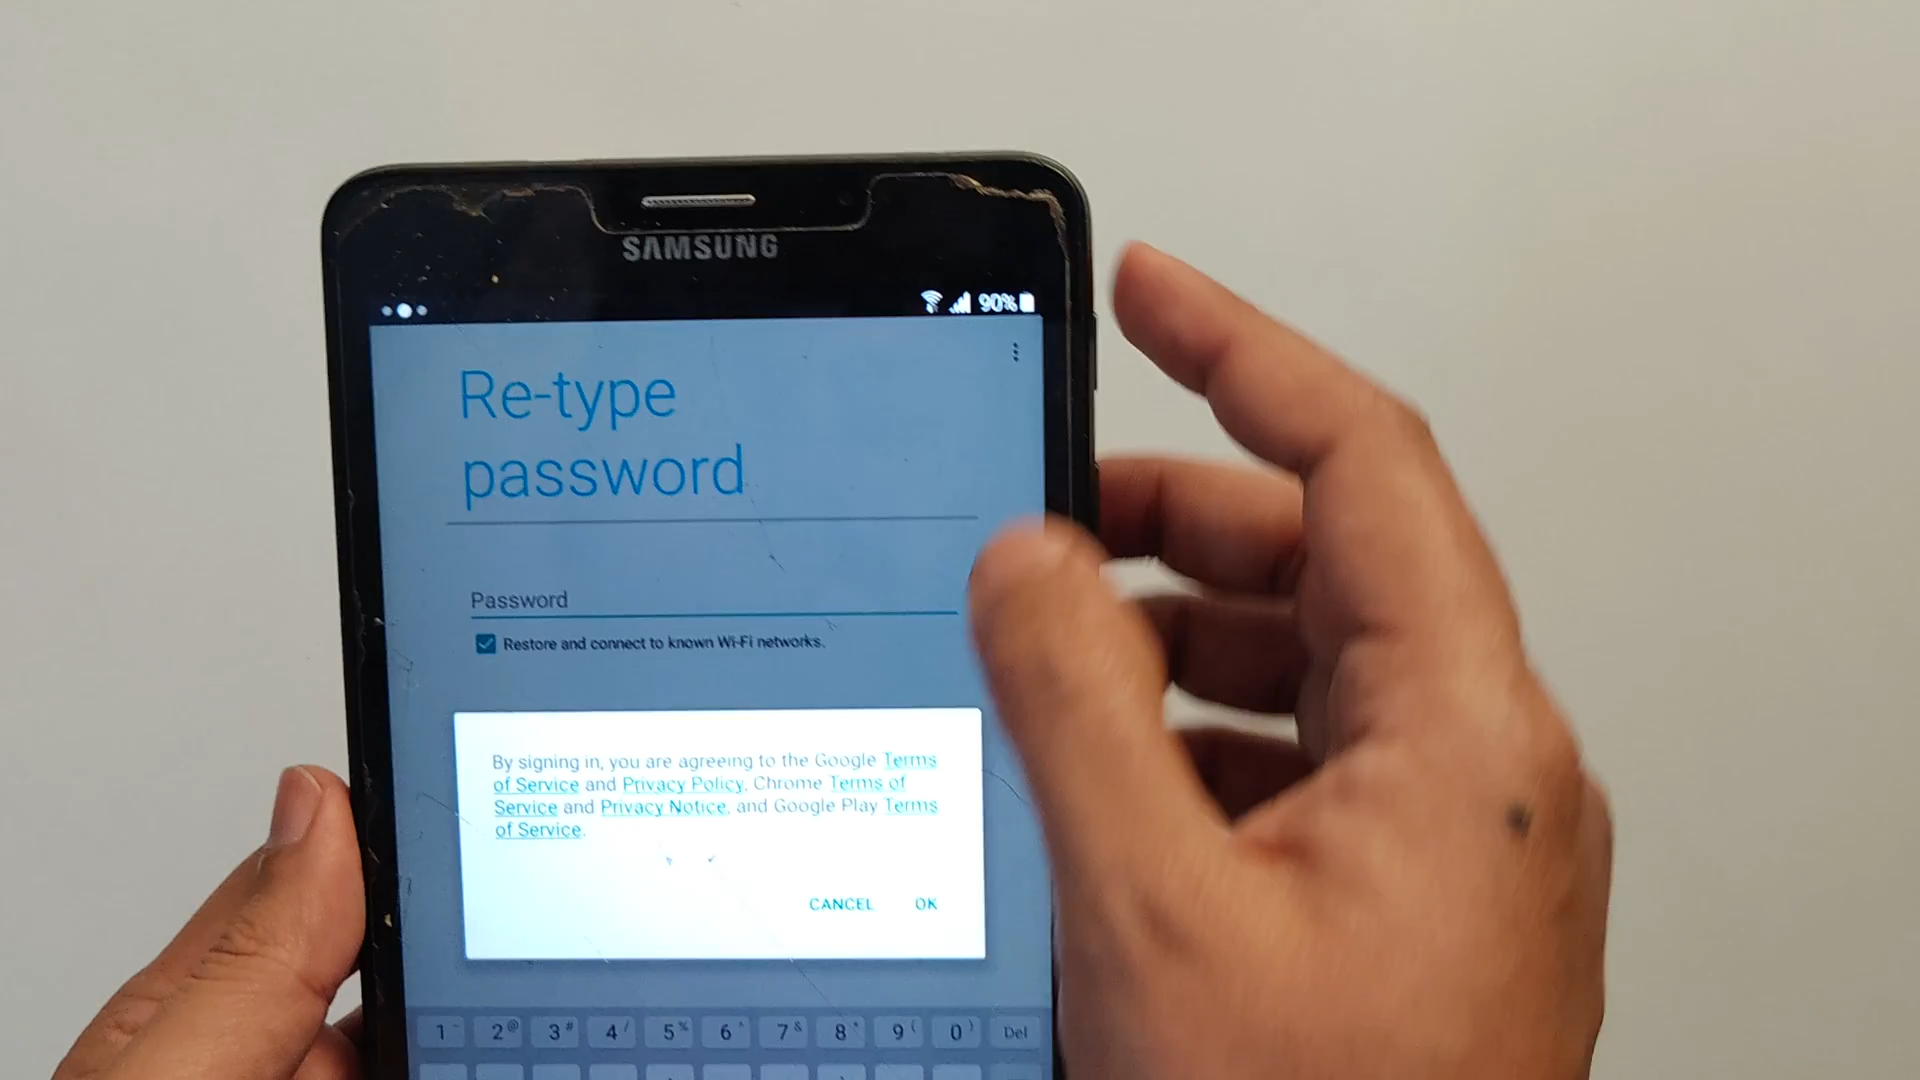 SAMSUNG
90%
Re-type
password
Password
Restore and connect to known Wi-Fi networks.
By signing in, you are agreeing to the Google Terms
of Service and Privacy Policy, Chrome Terms of
Service and Privacy Notice, and Google Play Terms
of Service.
CANCEL OK
1 - 2 @ 3 # 4 / 5 % 6 ^ 7 & 8 * 9 ( 0 ) Del